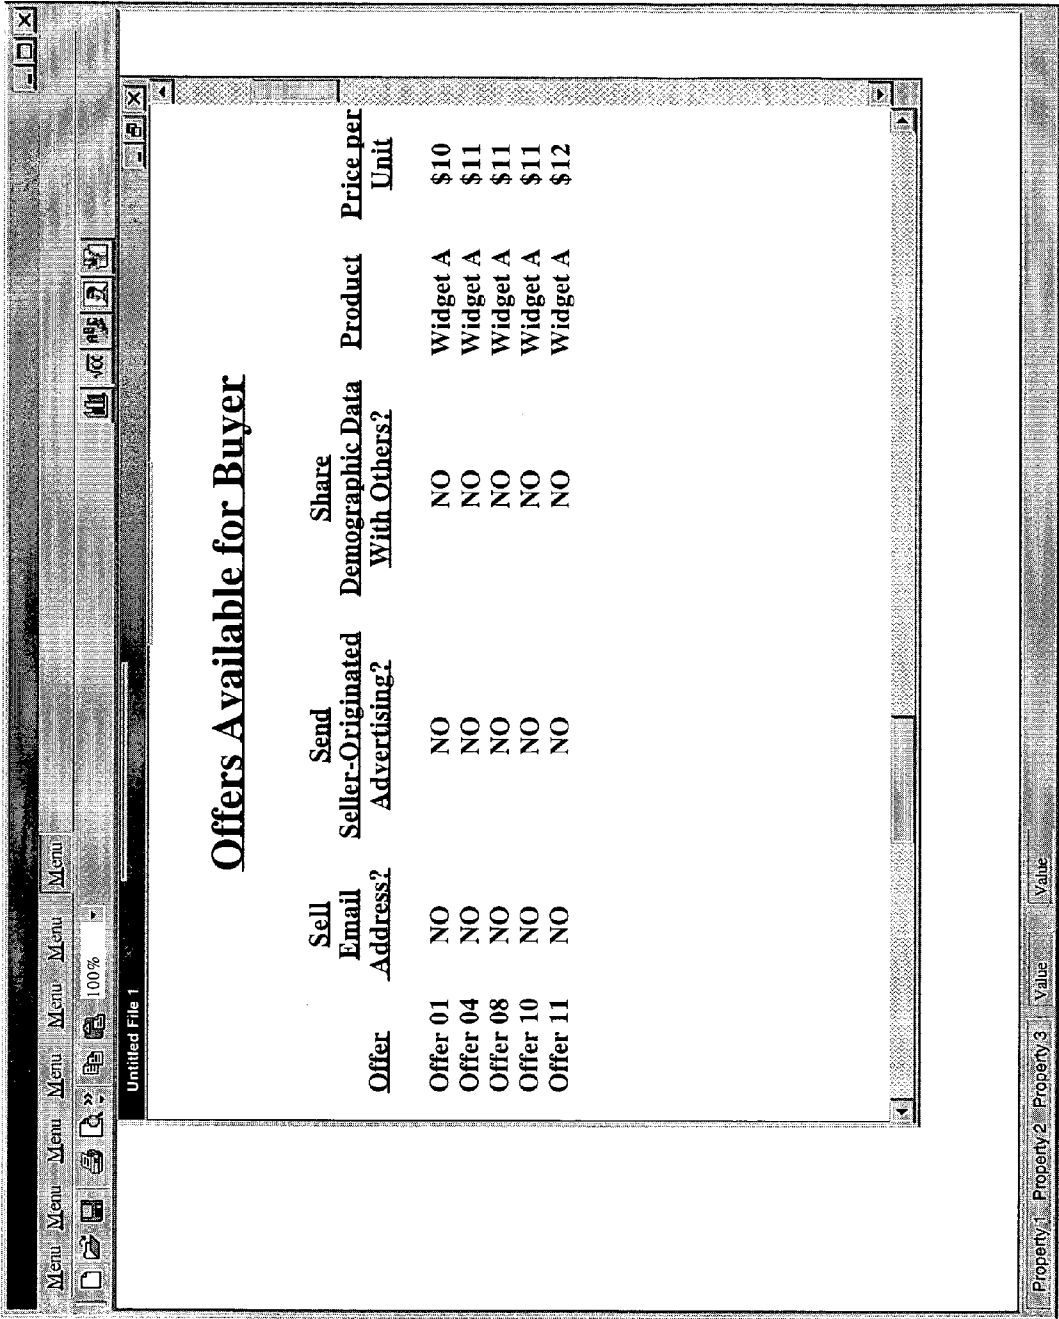 Menu Menu Menu Menu Menu Menu Menu
100%
Untitled File 1
Offers Available for Buyer
Offer Sell Email Address? Send Seller-Originated Advertising? Share Demographic Data With Others? Product Price per Unit
Offer 01 NO NO NO Widget A $10
Offer 04 NO NO NO Widget A $11
Offer 08 NO NO NO Widget A $11
Offer 10 NO NO NO Widget A $11
Offer 11 NO NO NO Widget A $12
Property 1 Property 2 Property 3 Value Value